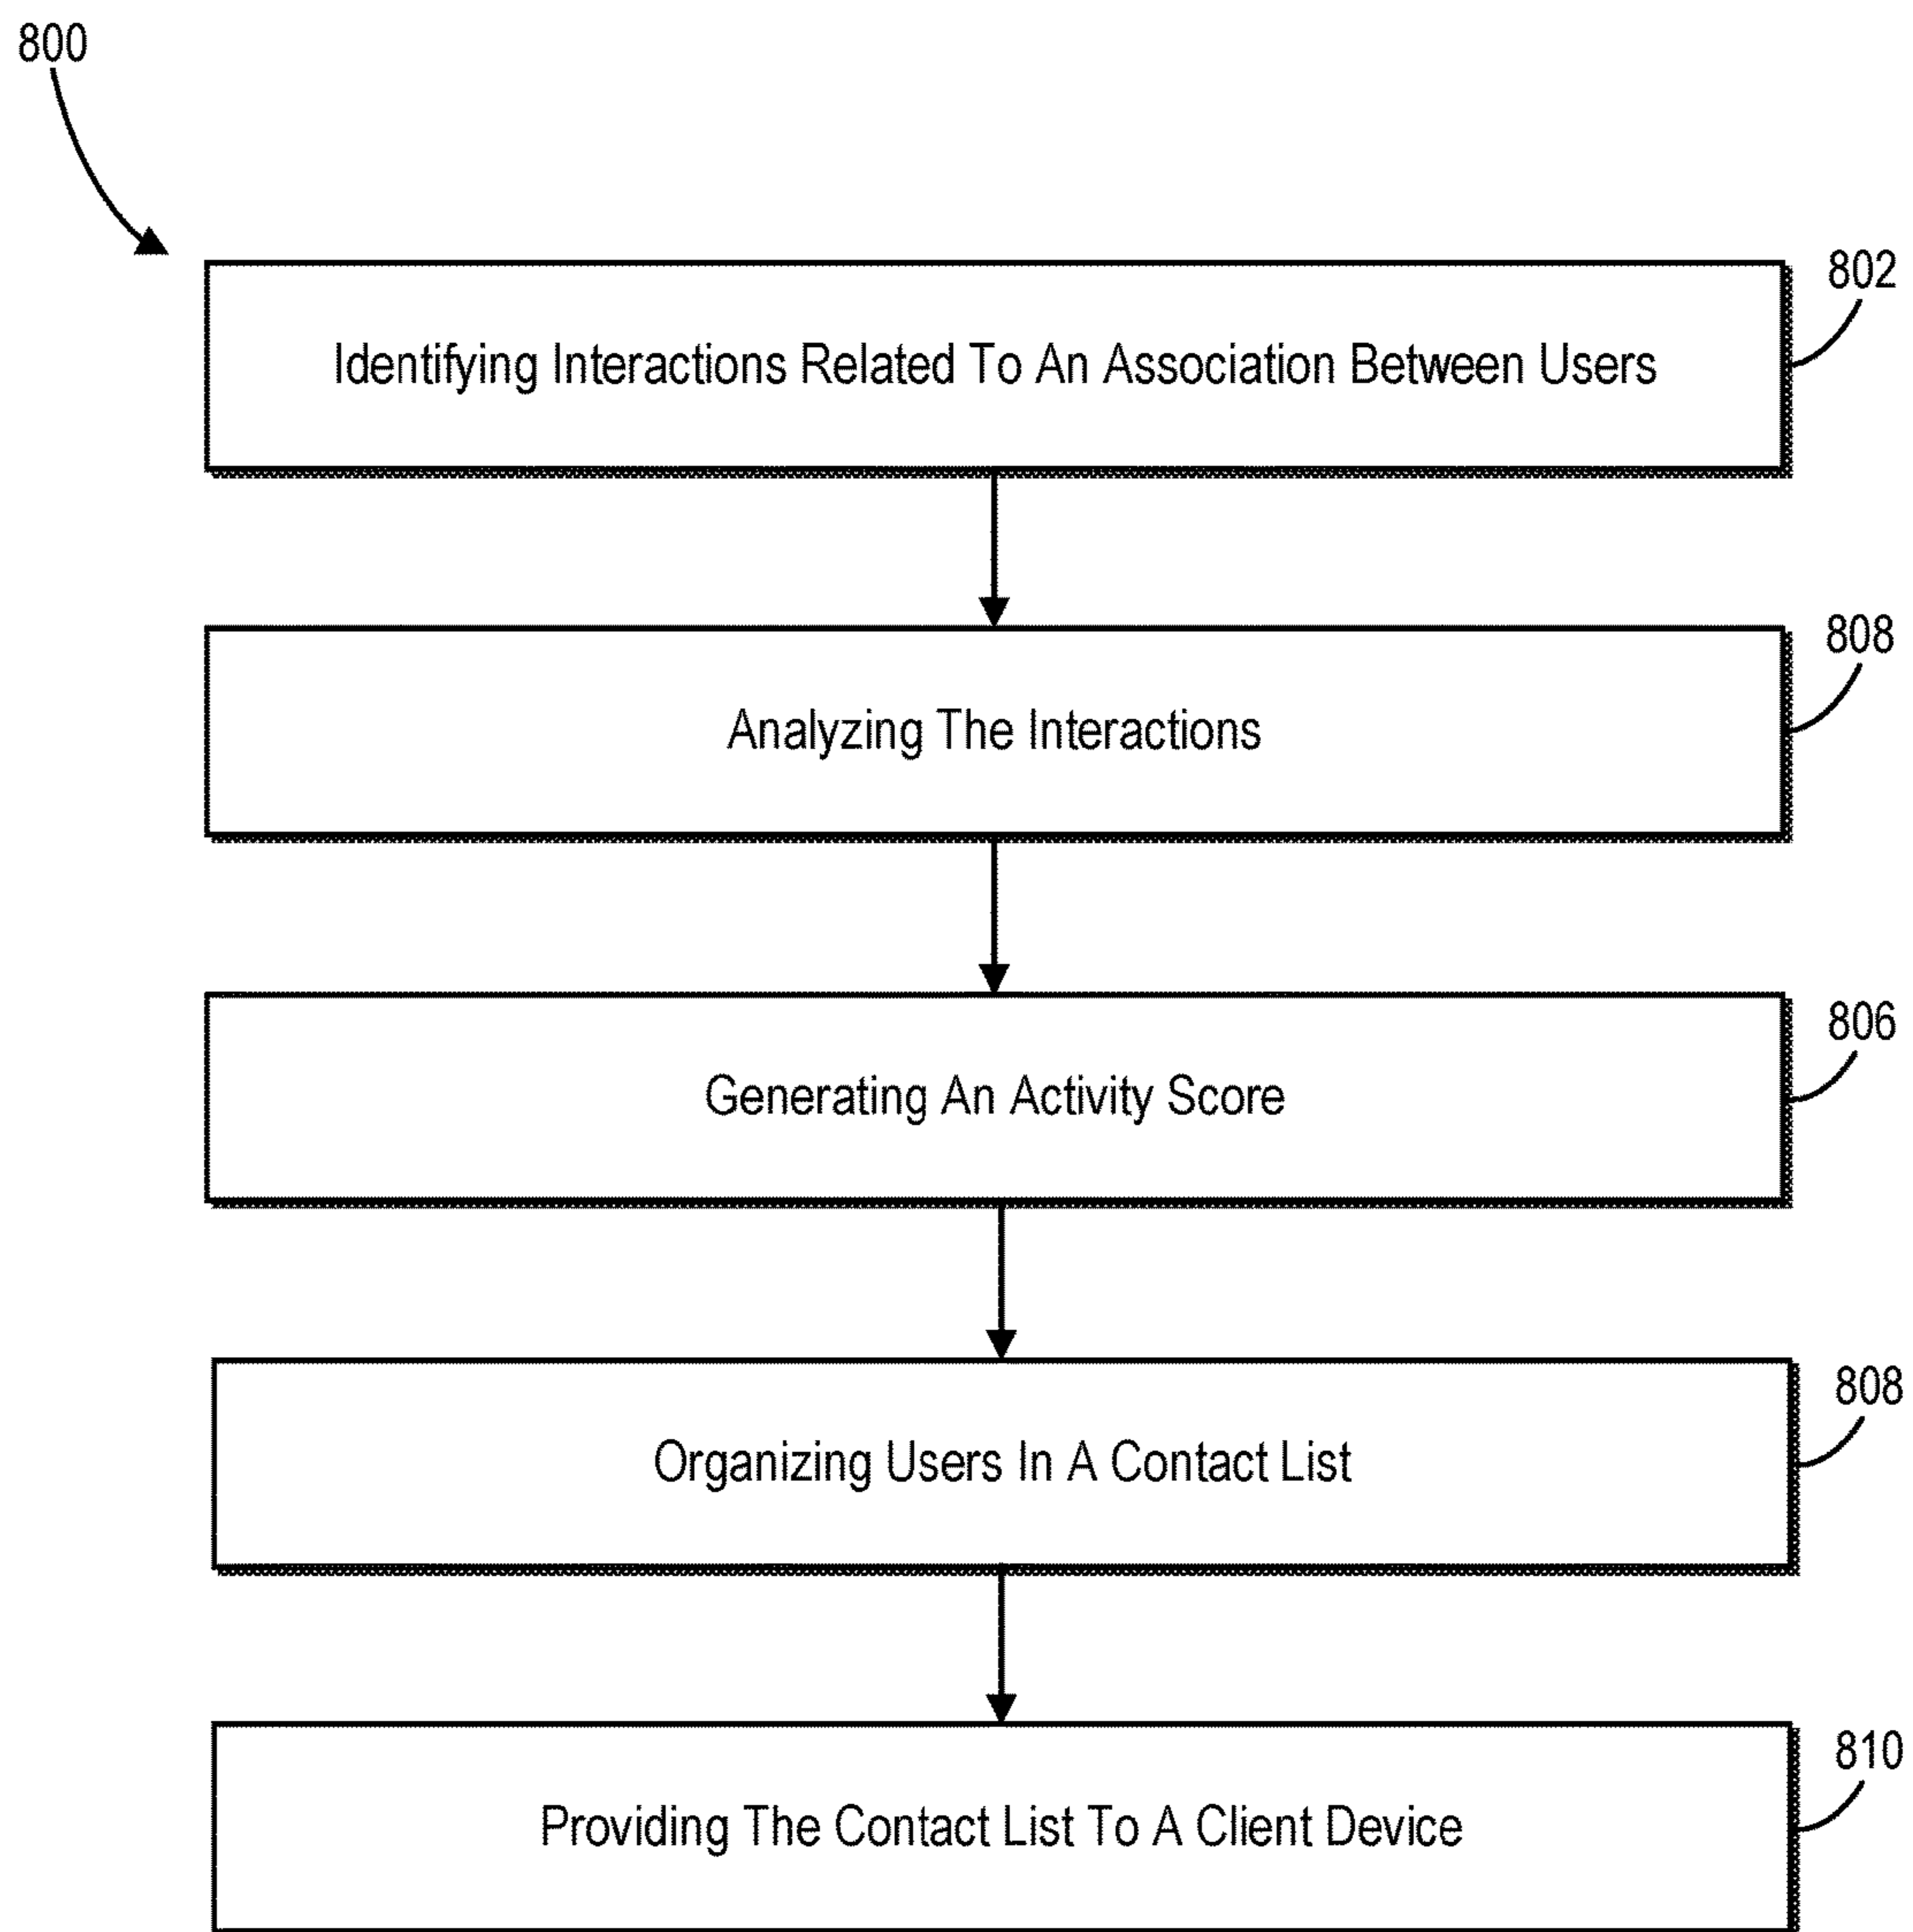 800
802
Identifying Interactions Related To An Association Between Users
808
Analyzing The Interactions
806
Generating An Activity Score
808
Organizing Users In A Contact List
810
Providing The Contact List To A Client Device